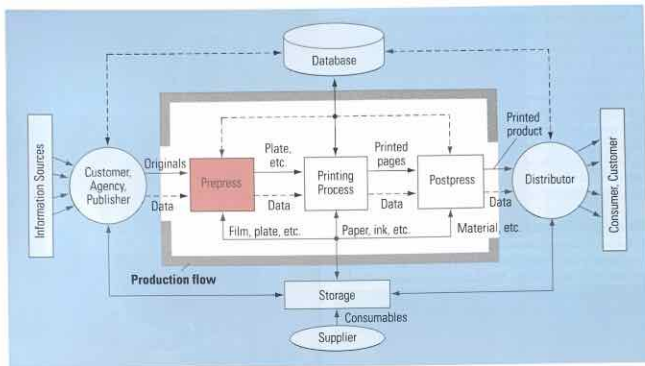 Database
Information Sources
Customer,
Agency,
Publisher
Originals
Data
Prepress
Plate,
etc.
Data
Printing
Process
Printed
pages
Data
Postpress
Printed
product
Data
Distributor
Consumer, Customer
Film, plate, etc.
Paper, ink, etc.
Material, etc.
Production flow
Storage
Consumables
Supplier